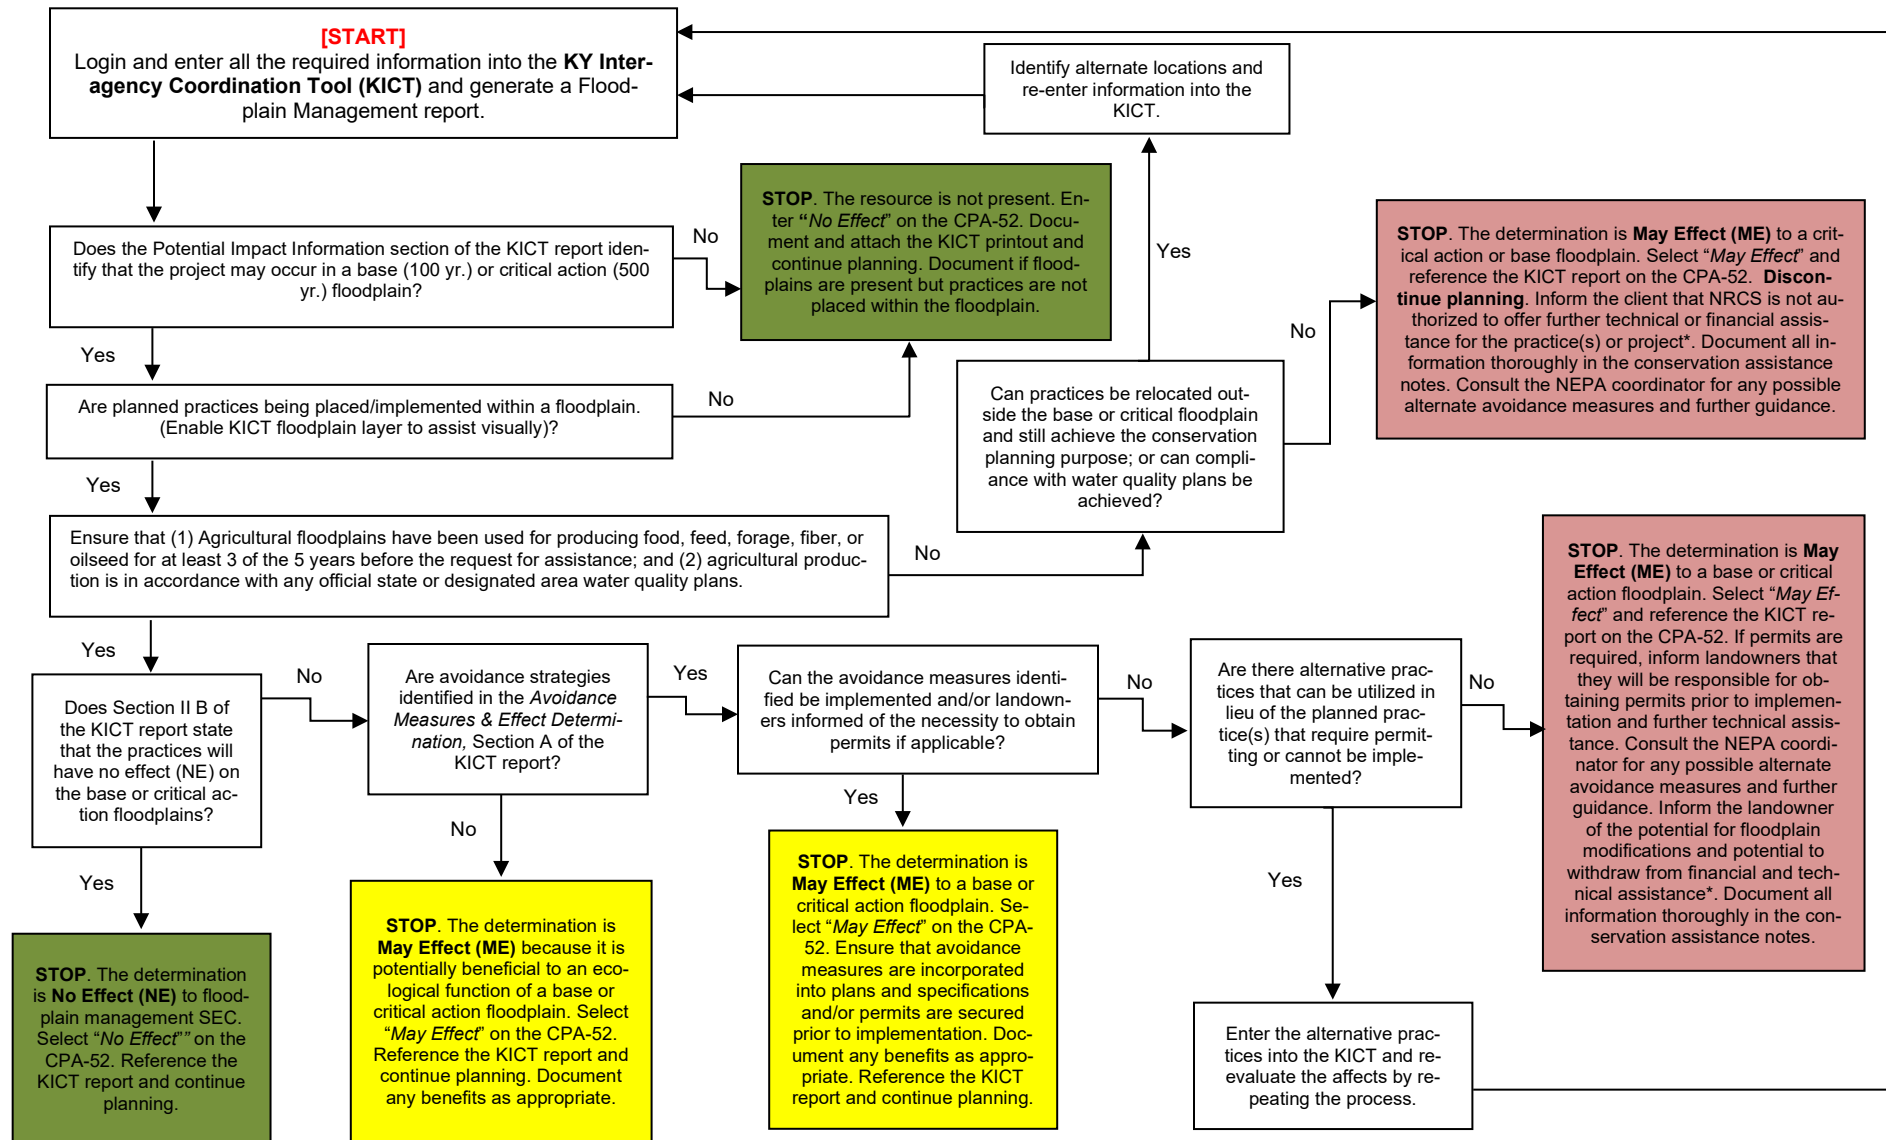 [START]
Login and enter all the required information into the KY Inter-
agency Coordination Tool (KICT) and generate a Flood-
plain Management report.
Identify alternate locations and
re-enter information into the
KICT.
Does the Potential Impact Information section of the KICT report iden-
tify that the project may occur in a base (100 yr.) or critical action (500
yr.) floodplain?
No
STOP. The resource is not present. En-
ter “No Effect” on the CPA-52. Docu-
ment and attach the KICT printout and
continue planning. Document if flood-
plains are present but practices are not
placed within the floodplain.
Yes
STOP. The determination is May Effect (ME) to a crit-
ical action or base floodplain. Select “May Effect” and
reference the KICT report on the CPA-52. Discon-
tinue planning. Inform the client that NRCS is not au-
thorized to offer further technical or financial assis-
tance for the practice(s) or project*. Document all in-
formation thoroughly in the conservation assistance
notes. Consult the NEPA coordinator for any possible
alternate avoidance measures and further guidance.
Yes
Are planned practices being placed/implemented within a floodplain.
(Enable KICT floodplain layer to assist visually)?
No
Can practices be relocated out-
side the base or critical floodplain
and still achieve the conservation
planning purpose; or can compli-
ance with water quality plans be
achieved?
No
Yes
Ensure that (1) Agricultural floodplains have been used for producing food, feed, forage, fiber, or
oilseed for at least 3 of the 5 years before the request for assistance; and (2) agricultural produc-
tion is in accordance with any official state or designated area water quality plans.
No
Yes
Does Section II B of
the KICT report state
that the practices will
have no effect (NE) on
the base or critical ac-
tion floodplains?
No
Are avoidance strategies
identified in the Avoidance
Measures & Effect Determi-
nation, Section A of the
KICT report?
Yes
Can the avoidance measures identi-
fied be implemented and/or landown-
ers informed of the necessity to obtain
permits if applicable?
No
Are there alternative prac-
tices that can be utilized in
lieu of the planned prac-
tice(s) that require permit-
ting or cannot be imple-
mented?
No
STOP. The determination is May
Effect (ME) to a base or critical
action floodplain. Select “May Ef-
fect” and reference the KICT re-
port on the CPA-52. If permits are
required, inform landowners that
they will be responsible for ob-
taining permits prior to implemen-
tation and further technical assis-
tance. Consult the NEPA coordi-
nator for any possible alternate
avoidance measures and further
guidance. Inform the landowner
of the potential for floodplain
modifications and potential to
withdraw from financial and tech-
nical assistance*. Document all
information thoroughly in the con-
servation assistance notes.
Yes
No
Yes
Yes
STOP. The determination
is No Effect (NE) to flood-
plain management SEC.
Select “No Effect”” on the
CPA-52. Reference the
KICT report and continue
planning.
STOP. The determination is
May Effect (ME) because it is
potentially beneficial to an eco-
logical function of a base or
critical action floodplain. Select
“May Effect” on the CPA-52.
Reference the KICT report and
continue planning. Document
any benefits as appropriate.
STOP. The determination is
May Effect (ME) to a base or
critical action floodplain. Se-
lect “May Effect” on the CPA-
52. Ensure that avoidance
measures are incorporated
into plans and specifications
and/or permits are secured
prior to implementation. Doc-
ument any benefits as appro-
priate. Reference the KICT
report and continue planning.
Enter the alternative prac-
tices into the KICT and re-
evaluate the affects by re-
peating the process.